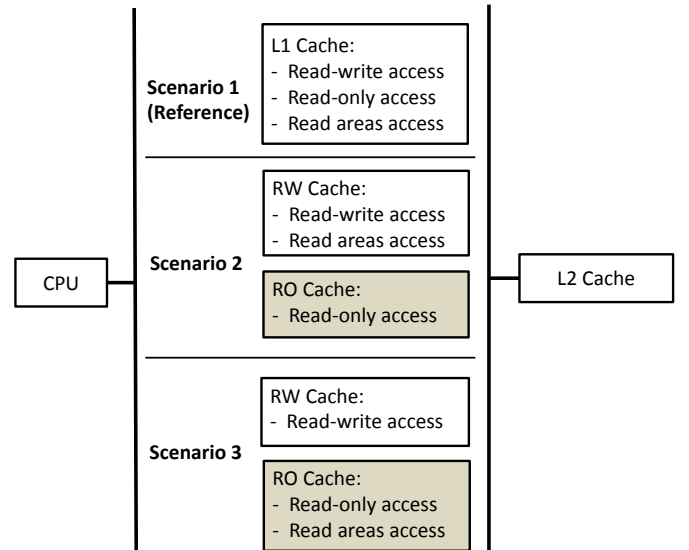 L1 Cache:
- Read-write access
- Read-only access
- Read areas access
Scenario 1
(Reference)
RW Cache:
- Read-write access
- Read areas access
Scenario 2
RO Cache:
- Read-only access
CPU
L2 Cache
RW Cache:
- Read-write access
Scenario 3
RO Cache:
- Read-only access
- Read areas access